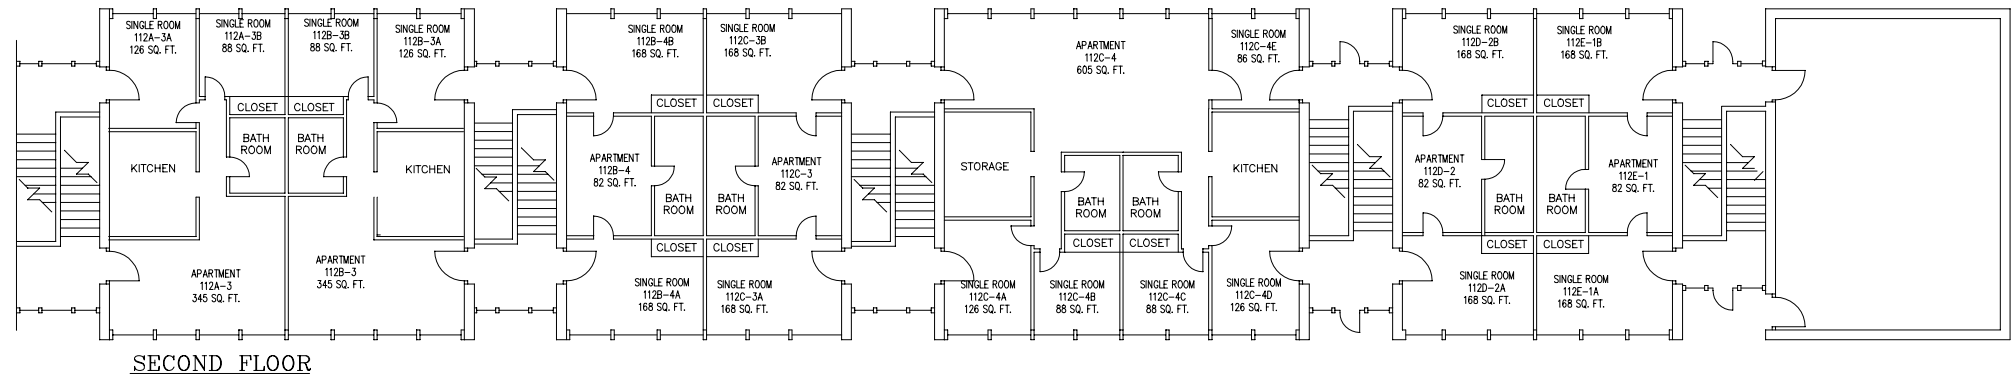 SINGLE ROOM
112A-3A
126 SQ. FT.
SINGLE ROOM
112A-3B
88 SQ. FT.
SINGLE ROOM
112B-3B
88 SQ. FT.
SINGLE ROOM
112B-3A
126 SQ. FT.
CLOSET
CLOSET
BATH
ROOM
BATH
ROOM
KITCHEN
KITCHEN
APARTMENT
112A-3
345 SQ. FT.
APARTMENT
112B-3
345 SQ. FT.
SINGLE ROOM
112B-4B
168 SQ. FT.
SINGLE ROOM
112C-3B
168 SQ. FT.
CLOSET
CLOSET
APARTMENT
112B-4
82 SQ. FT.
APARTMENT
112C-3
82 SQ. FT.
BATH
ROOM
BATH
ROOM
CLOSET
CLOSET
SINGLE ROOM
112B-4A
168 SQ. FT.
SINGLE ROOM
112C-3A
168 SQ. FT.
APARTMENT
112C-4
605 SQ. FT.
SINGLE ROOM
112C-4E
86 SQ. FT.
STORAGE
KITCHEN
BATH
ROOM
BATH
ROOM
CLOSET
CLOSET
SINGLE ROOM
112C-4A
126 SQ. FT.
SINGLE ROOM
112C-4B
88 SQ. FT.
SINGLE ROOM
112C-4C
88 SQ. FT.
SINGLE ROOM
112C-4D
126 SQ. FT.
SINGLE ROOM
112D-2B
168 SQ. FT.
SINGLE ROOM
112E-1B
168 SQ. FT.
CLOSET
CLOSET
APARTMENT
112D-2
82 SQ. FT.
APARTMENT
112E-1
82 SQ. FT.
BATH
ROOM
BATH
ROOM
CLOSET
CLOSET
SINGLE ROOM
112D-2A
168 SQ. FT.
SINGLE ROOM
112E-1A
168 SQ. FT.
SECOND FLOOR